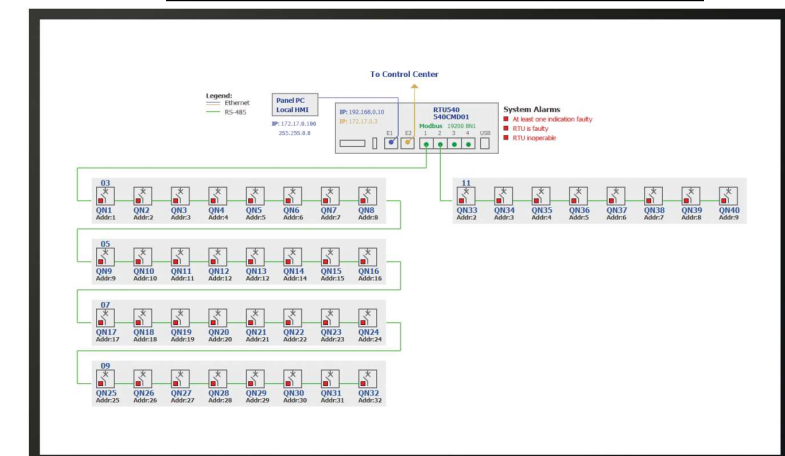 To Control Center
Legend:
Ethernet
RS-485
Panel PC
Local HMI
IP: 172.17.0.100
255.255.0.0
IP: 192.168.0.10
IP: 172.17.0.3
RTU540
540CMD01
Modbus 19200 8N1
E1 E2 1 2 3 4 USB
System Alarms
At least one indication faulty
RTU is faulty
RTU inoperable
03
QN1 QN2 QN3 QN4 QN5 QN6 QN7 QN8
Addr:1 Addr:2 Addr:3 Addr:4 Addr:5 Addr:6 Addr:7 Addr:8
11
QN33 QN34 QN35 QN36 QN37 QN38 QN39 QN40
Addr:2 Addr:3 Addr:4 Addr:5 Addr:6 Addr:7 Addr:8 Addr:9
05
QN9 QN10 QN11 QN12 QN13 QN14 QN15 QN16
Addr:9 Addr:10 Addr:11 Addr:12 Addr:12 Addr:14 Addr:15 Addr:16
07
QN17 QN18 QN19 QN20 QN21 QN22 QN23 QN24
Addr:17 Addr:18 Addr:19 Addr:20 Addr:21 Addr:22 Addr:23 Addr:24
09
QN25 QN26 QN27 QN28 QN29 QN30 QN31 QN32
Addr:25 Addr:26 Addr:27 Addr:28 Addr:29 Addr:30 Addr:31 Addr:32